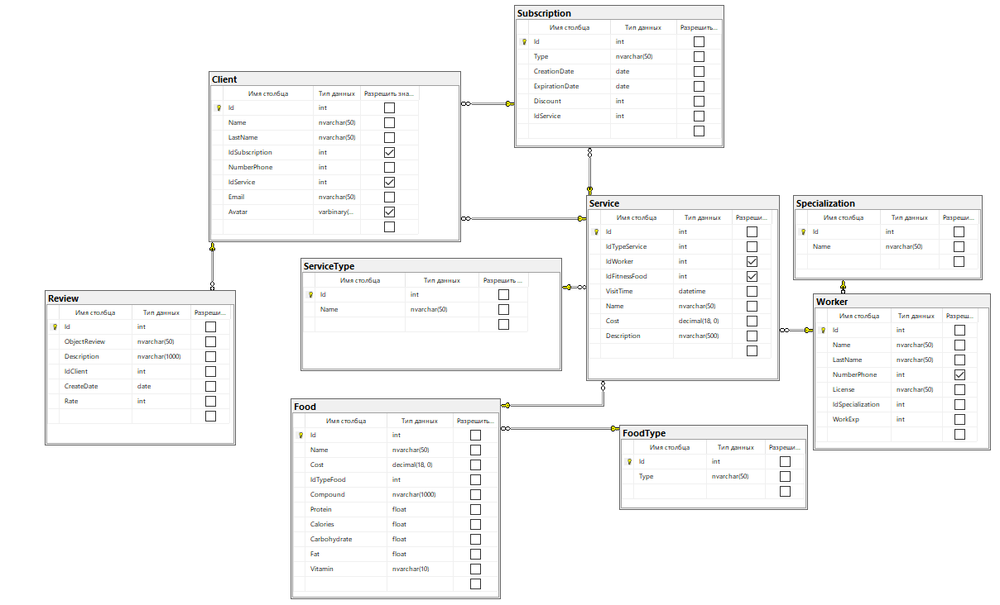 Subscription
Имя столбца Тип данных Разрешить...
Id int
Type nvarchar(50)
CreationDate date
ExpirationDate date
Discount int
IdService int
Client
Имя столбца Тип данных Разрешить зна...
Id int
Name nvarchar(50)
LastName nvarchar(50)
IdSubscription int
NumberPhone int
IdService int
Email nvarchar(50)
Avatar varbinary(...
Service
Имя столбца Тип данных Разреши...
Id int
IdTypeService int
IdWorker int
IdFitnessFood int
VisitTime datetime
Name nvarchar(50)
Cost decimal(18, 0)
Description nvarchar(500)
Specialization
Имя столбца Тип данных Разреши...
Id int
Name nvarchar(50)
ServiceType
Имя столбца Тип данных Разрешить ...
Id int
Name nvarchar(50)
Review
Имя столбца Тип данных Разреши...
Id int
ObjectReview nvarchar(50)
Description nvarchar(1000)
IdClient int
CreateDate date
Rate int
Worker
Имя столбца Тип данных Разреш...
Id int
Name nvarchar(50)
LastName nvarchar(50)
NumberPhone int
License nvarchar(50)
IdSpecialization int
WorkExp int
Food
Имя столбца Тип данных Разрешить...
Id int
Name nvarchar(50)
Cost decimal(18, 0)
IdTypeFood int
Compound nvarchar(1000)
Protein float
Calories float
Carbohydrate float
Fat float
Vitamin nvarchar(10)
FoodType
Имя столбца Тип данных Разреши...
Id int
Type nvarchar(50)